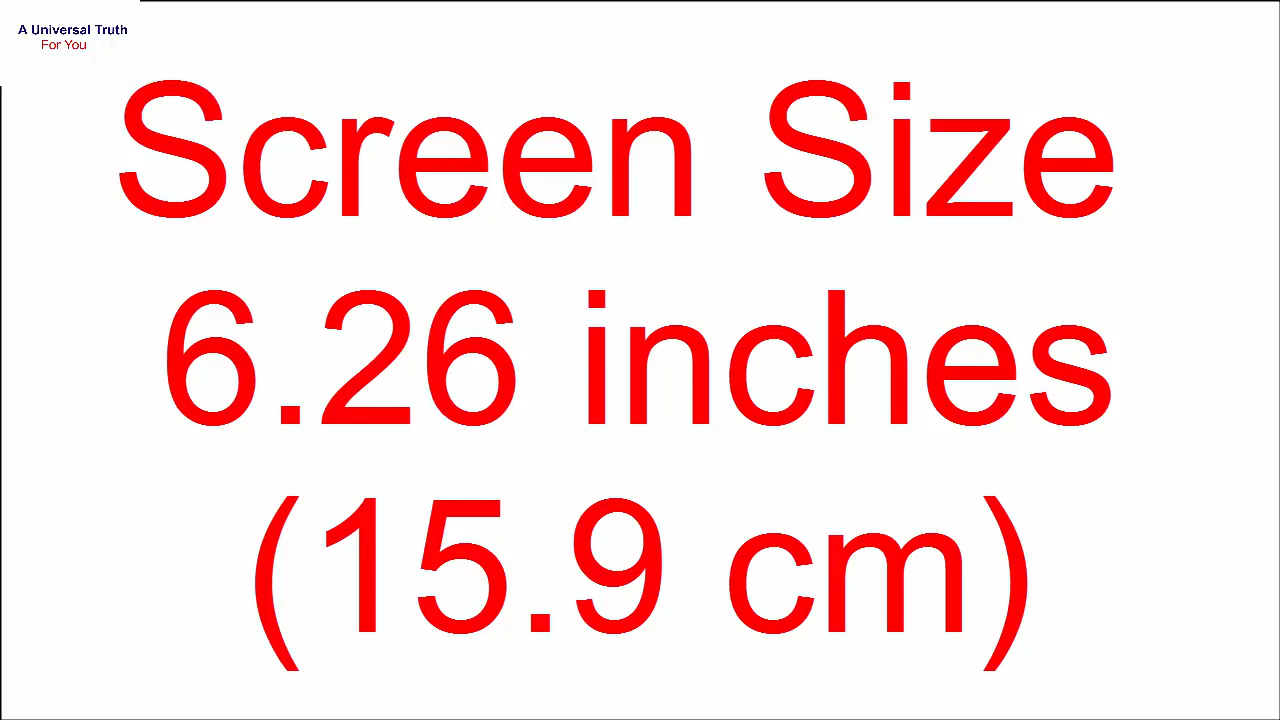 A Universal Truth
For You
Screen Size
6.26 inches
(15.9 cm)